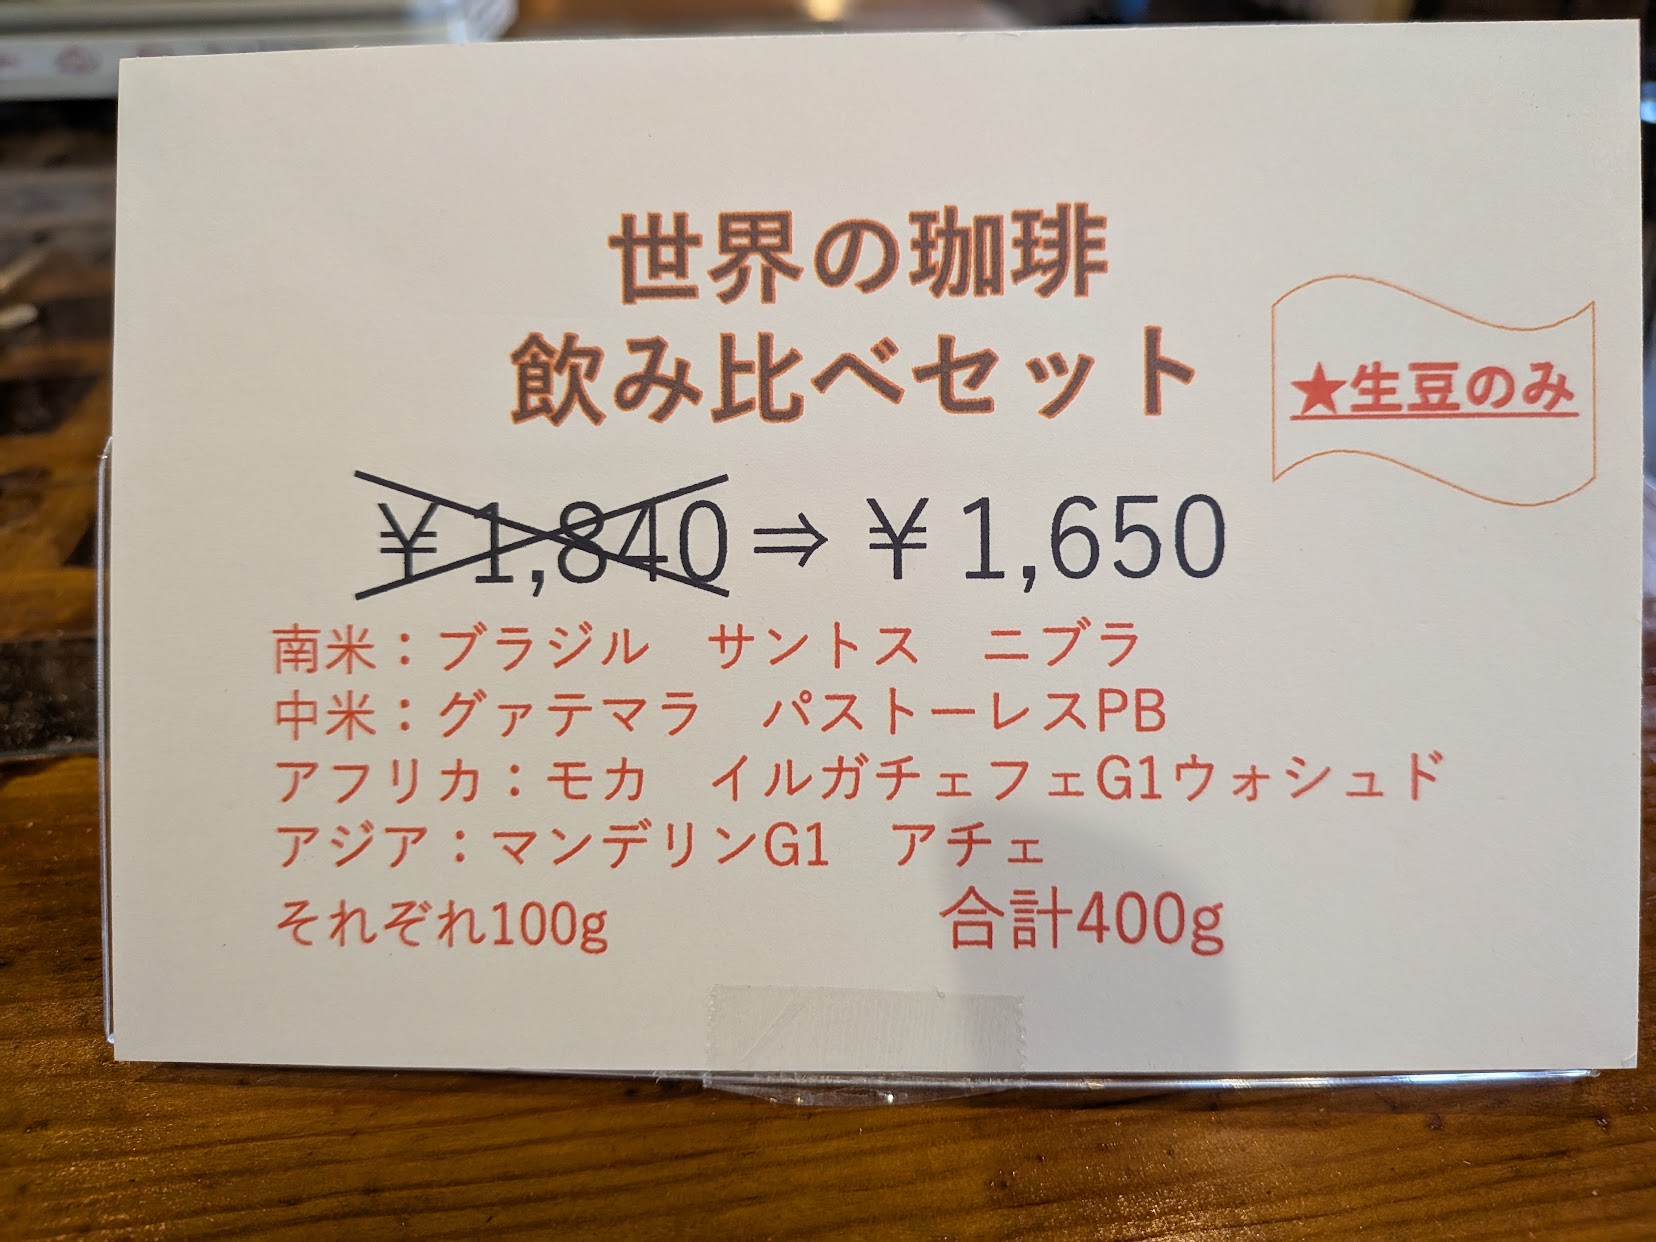 世界の珈琲
飲み比べセット
★生豆のみ
￥1,840⇒￥1,650
南米：ブラジル　サントス　ニブラ
中米：グァテマラ　パストーレスPB
アフリカ：モカ　イルガチェフェG1ウォシュド
アジア：マンデリンG1　アチェ
それぞれ100g　合計400g